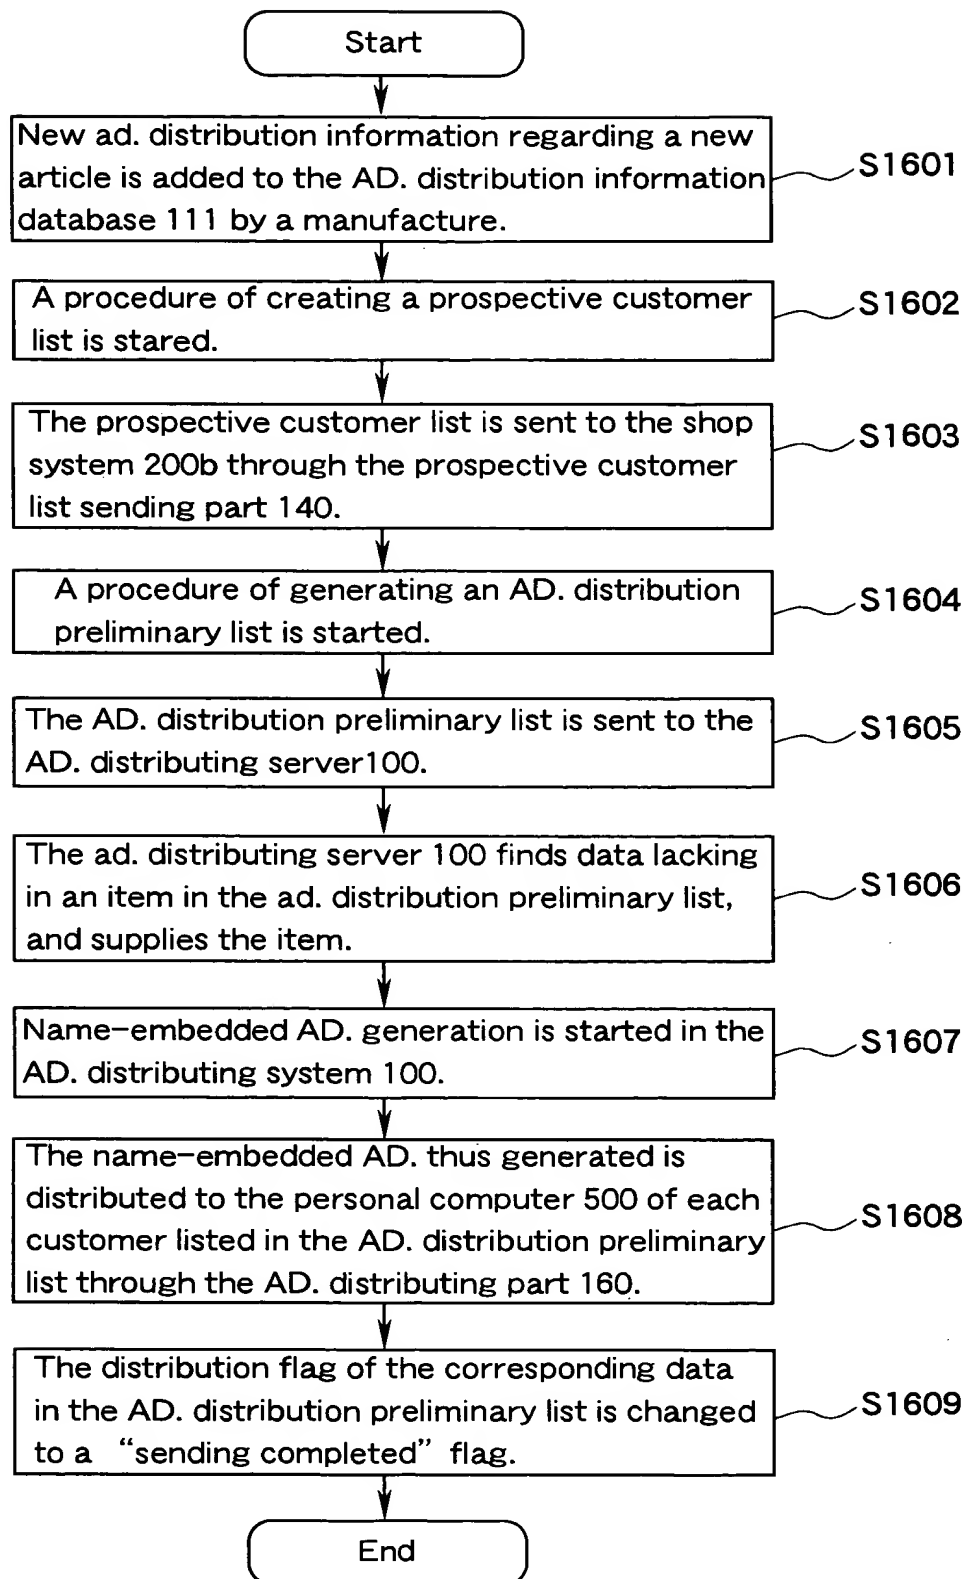 Start
New ad. distribution information regarding a new
article is added to the AD. distribution information
database 111 by a manufacture.
S1601
A procedure of creating a prospective customer
list is stared.
S1602
The prospective customer list is sent to the shop
system 200b through the prospective customer
list sending part 140.
S1603
A procedure of generating an AD. distribution
preliminary list is started.
S1604
The AD. distribution preliminary list is sent to the
AD. distributing server100.
S1605
The ad. distributing server 100 finds data lacking
in an item in the ad. distribution preliminary list,
and supplies the item.
S1606
Name-embedded AD. generation is started in the
AD. distributing system 100.
S1607
The name-embedded AD. thus generated is
distributed to the personal computer 500 of each
customer listed in the AD. distribution preliminary
list through the AD. distributing part 160.
S1608
The distribution flag of the corresponding data
in the AD. distribution preliminary list is changed
to a “sending completed” flag.
S1609
End